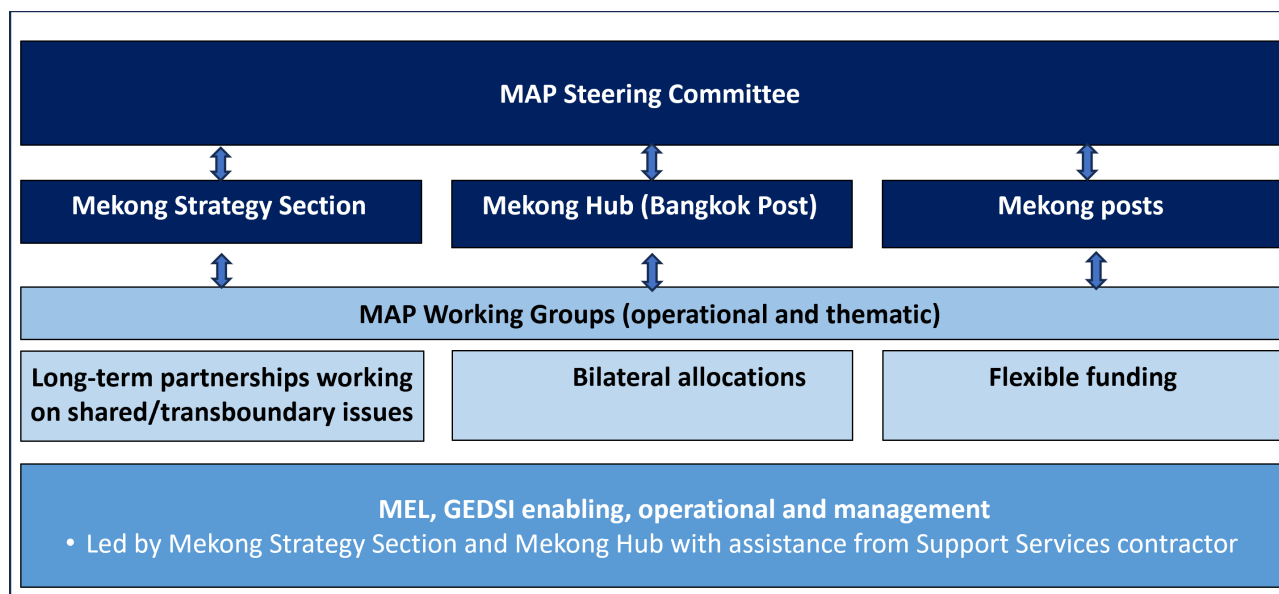 MAP Steering Committee
Mekong Strategy Section
Mekong Hub (Bangkok Post)
Mekong posts
MAP Working Groups (operational and thematic)
Long-term partnerships working
on shared/transboundary issues
Bilateral allocations
Flexible funding
MEL, GEDSI enabling, operational and management
• Led by Mekong Strategy Section and Mekong Hub with assistance from Support Services contractor